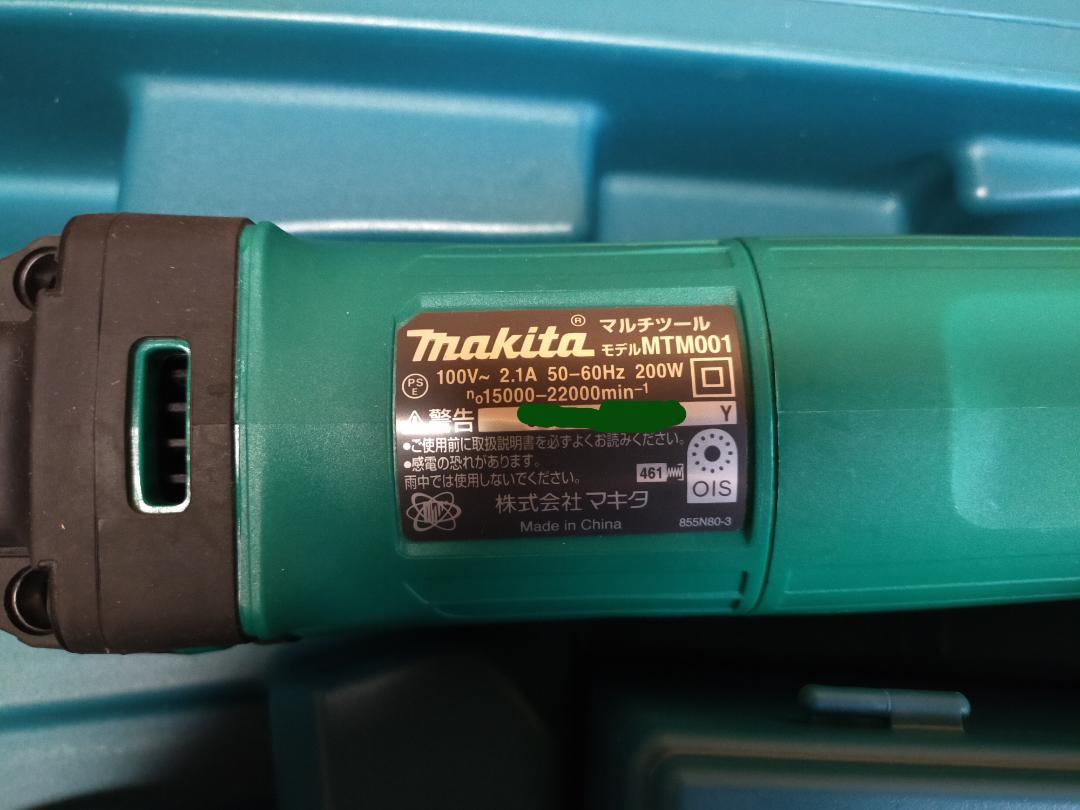 makita® マルチツール
モデルMTM001
PS
E
100V~ 2.1A 50-60Hz 200W
n₀15000-22000min⁻¹
警告
Y
●ご使用前に取扱説明書を必ずよくお読みください。
●感電の恐れがあります。
雨中では使用しないでください。
461
OIS
株式会社マキタ
Made in China
855N80-3